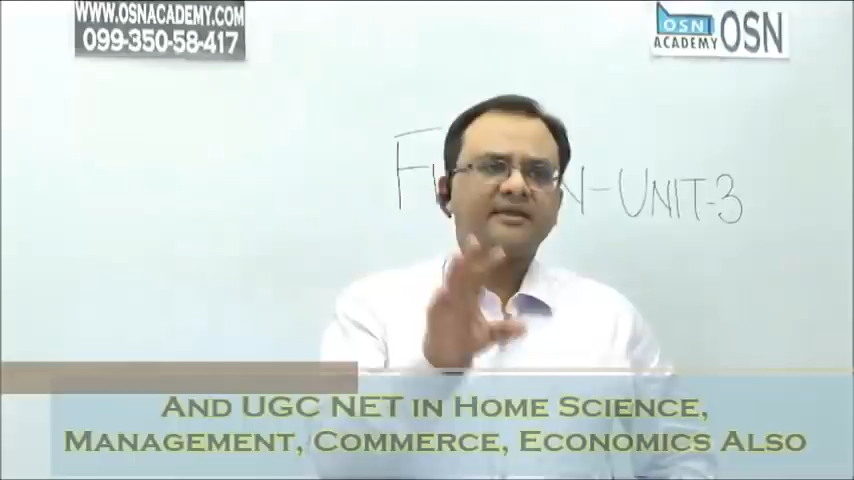 WWW.OSNACADEMY.COM
099-350-58-417
OSN
ACADEMY OSN
UNIT-3
AND UGC NET IN HOME SCIENCE,
MANAGEMENT, COMMERCE, ECONOMICS ALSO